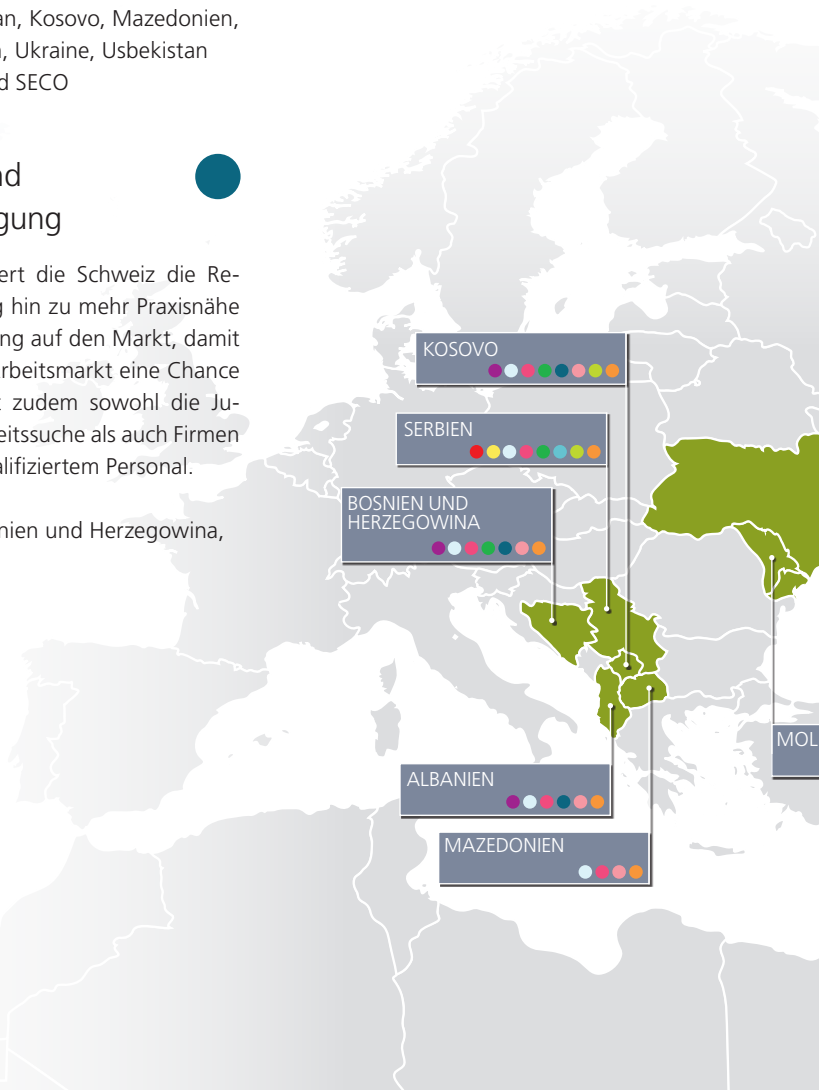 an, Kosovo, Mazedonien,
, Ukraine, Usbekistan
d SECO
nd
gung
ert die Schweiz die Re-
g hin zu mehr Praxisnähe
ng auf den Markt, damit
rbeitsmarkt eine Chance
t zudem sowohl die Ju-
eitssuche als auch Firmen
alifiziertem Personal.
nien und Herzegowina,
KOSOVO
SERBIEN
BOSNIEN UND
HERZEGOWINA
MOL
ALBANIEN
MAZEDONIEN